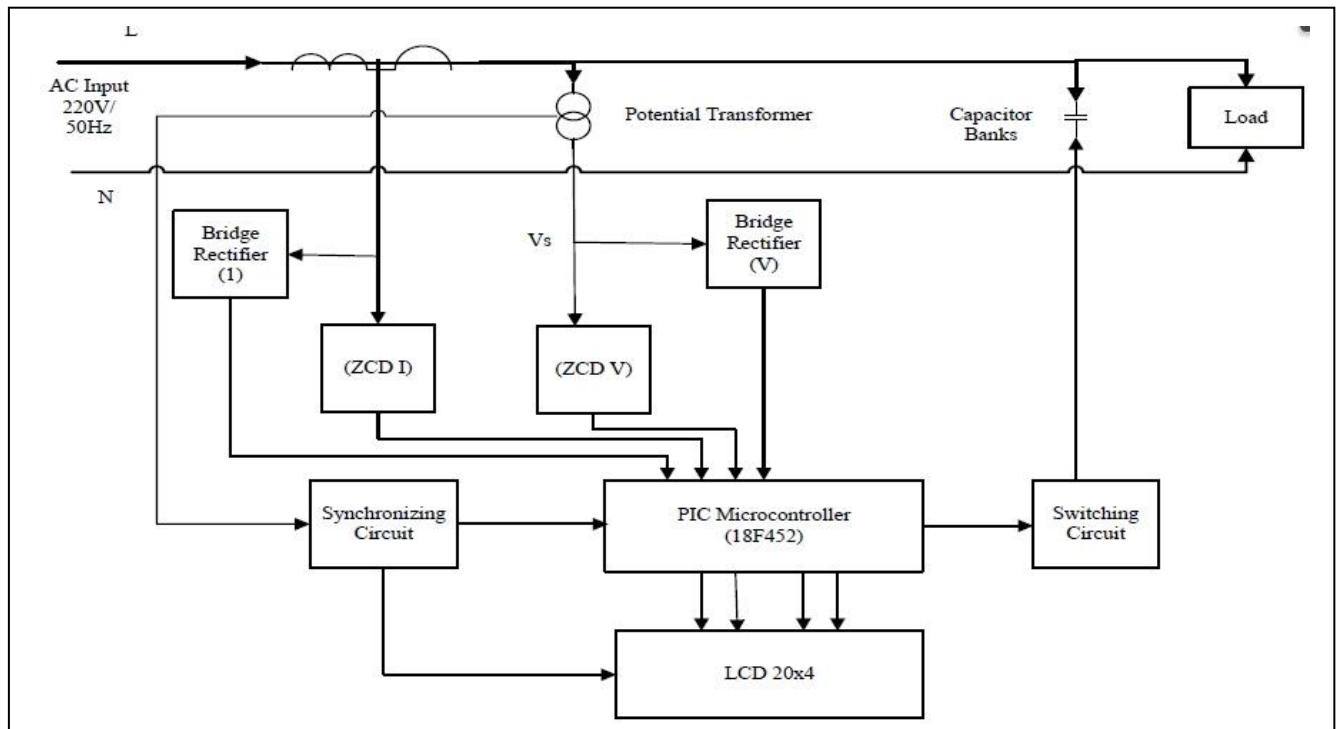 L
AC Input
220V/
50Hz
Potential Transformer
Capacitor
Banks
Load
N
Bridge
Rectifier
(1)
Vs
Bridge
Rectifier
(V)
(ZCD I)
(ZCD V)
Synchronizing
Circuit
PIC Microcontroller
(18F452)
Switching
Circuit
LCD 20x4